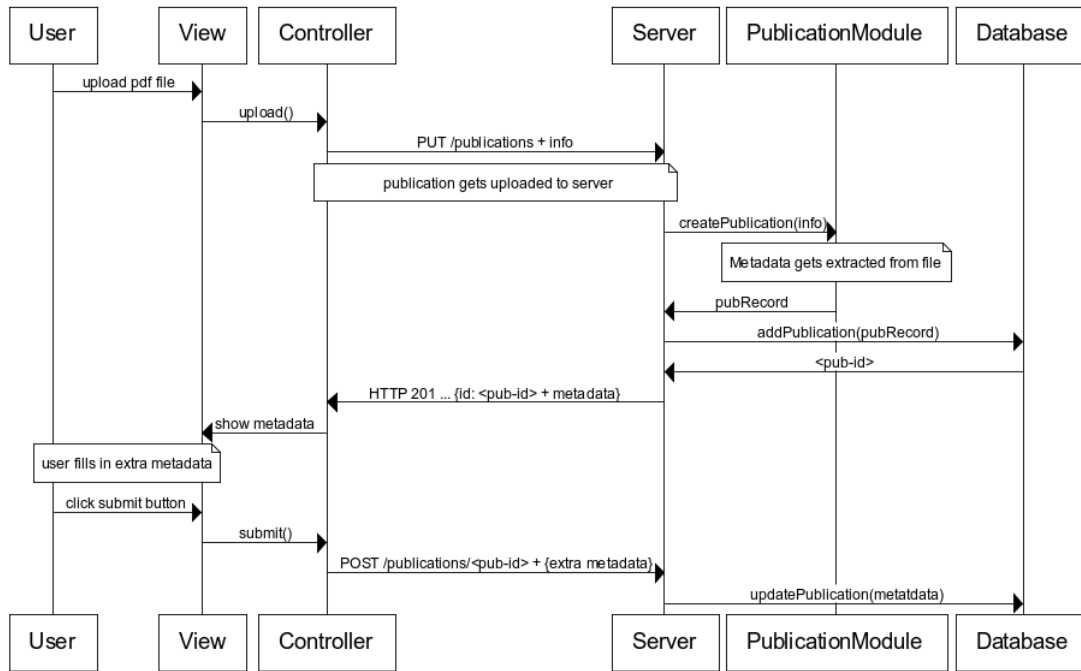 User View Controller Server PublicationModule Database
upload pdf file
upload()
PUT /publications + info
publication gets uploaded to server
createPublication(info)
Metadata gets extracted from file
pubRecord
addPublication(pubRecord)
<pub-id>
HTTP 201 ... {id: <pub-id> + metadata}
show metadata
user fills in extra metadata
click submit button
submit()
POST /publications/<pub-id> + {extra metadata}
updatePublication(metatdata)
User View Controller Server PublicationModule Database